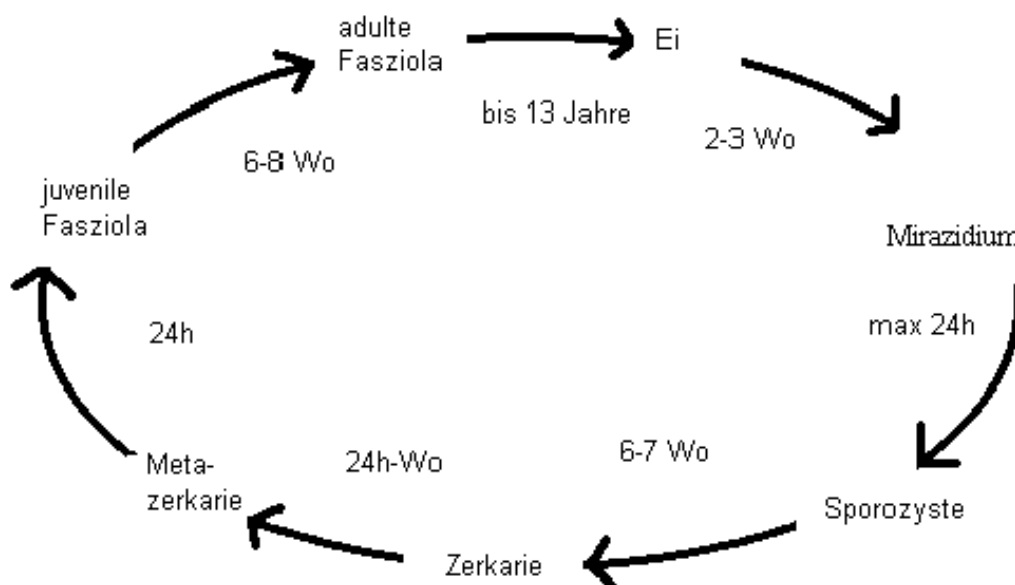 adulte
Fasziola
Ei
bis 13 Jahre
2-3 Wo
6-8 Wo
juvenile
Fasziola
Mirazidium
24h
max 24h
Meta-
zerkarie
24h-Wo
6-7 Wo
Sporozyste
Zerkarie